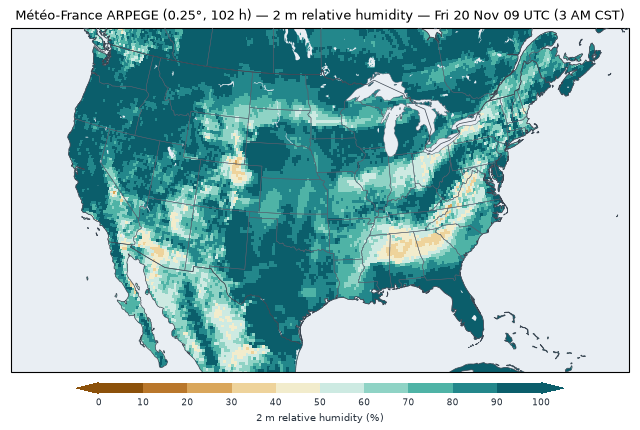 Météo-France ARPEGE (0.25°, 102 h) — 2 m relative humidity — Fri 20 Nov 09 UTC (3 AM CST)
0 10 20 30 40 50 60 70 80 90 100
2 m relative humidity (%)